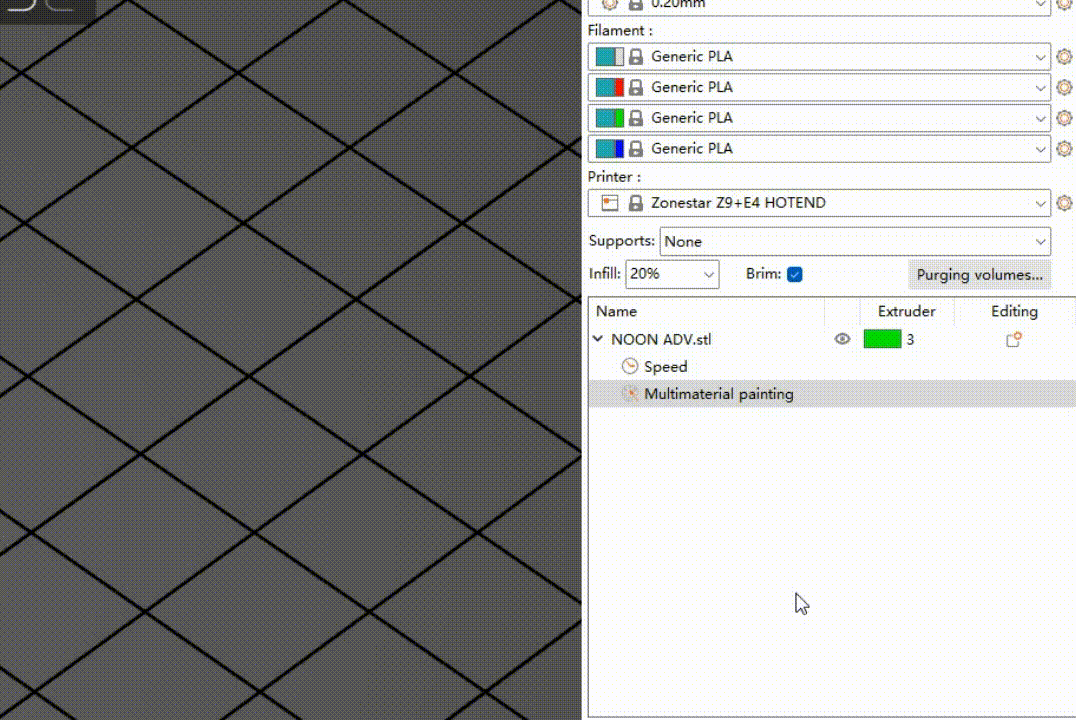 0.20mm
Filament :
Generic PLA
Generic PLA
Generic PLA
Generic PLA
Printer :
Zonestar Z9+E4 HOTEND
Supports: None
Infill: 20% Brim: Purging volumes...
Name Extruder Editing
NOON ADV.stl 3
Speed
Multimaterial painting